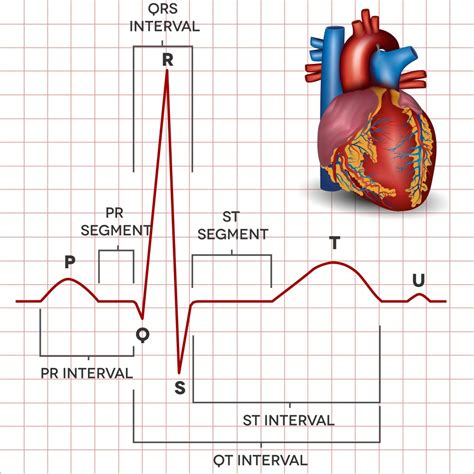 QRS
INTERVAL
R
PR
SEGMENT
ST
SEGMENT
P
T
U
Q
S
PR INTERVAL
ST INTERVAL
QT INTERVAL